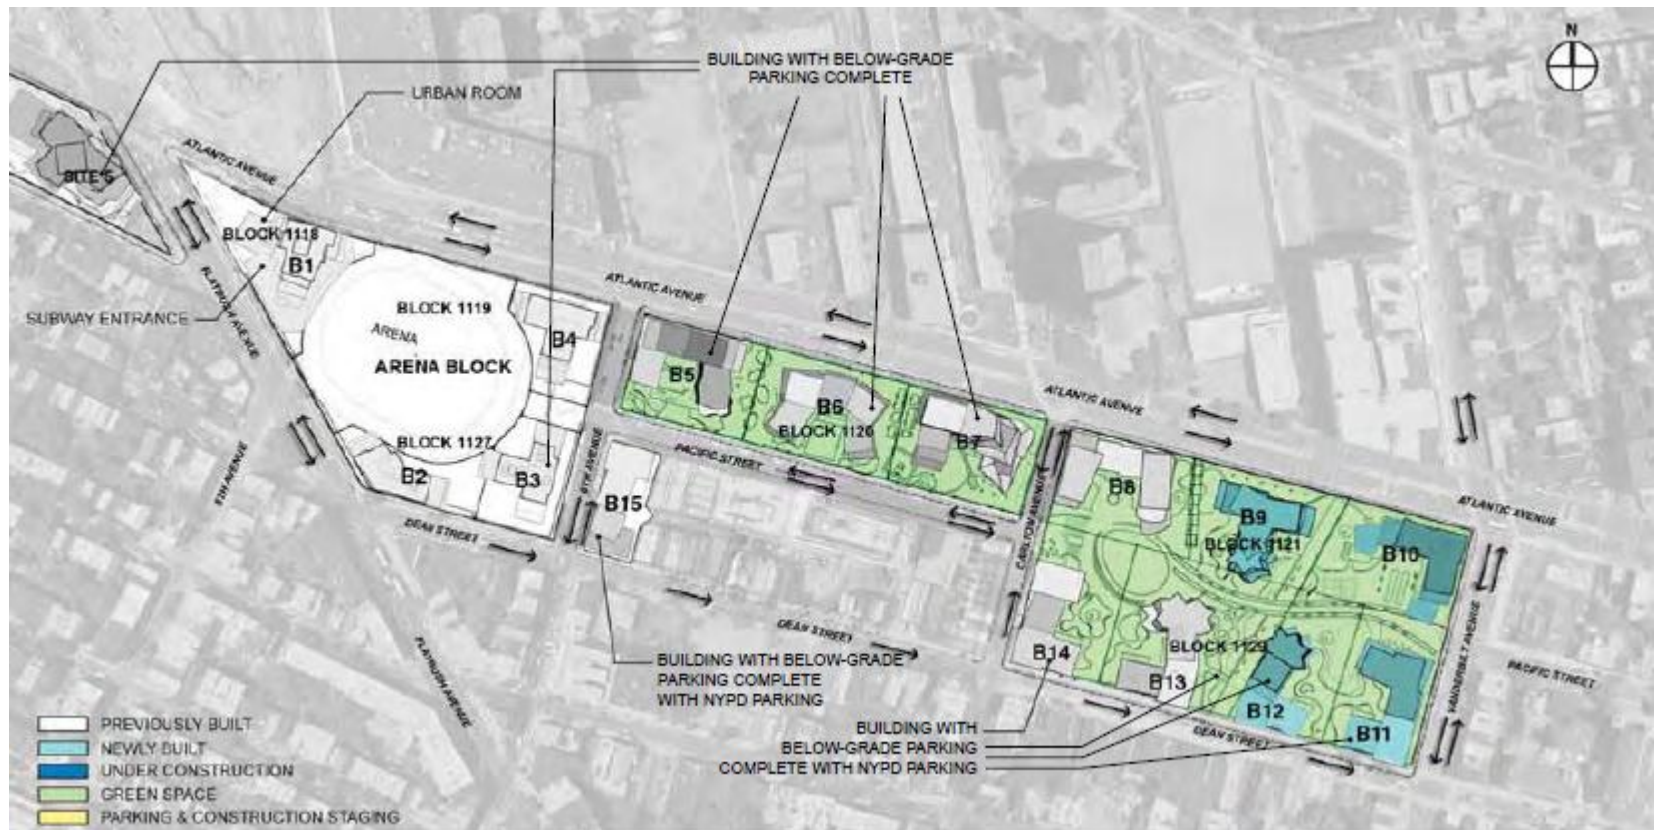 N
BUILDING WITH BELOW-GRADE
PARKING COMPLETE
URBAN ROOM
ATLANTIC AVENUE
SITE 5
BLOCK 1118
B1
SUBWAY ENTRANCE
FLATBUSH AVENUE
ATLANTIC AVENUE
BLOCK 1119
ARENA
ARENA BLOCK
B4
B5
B6
BLOCK 1120
B7
ATLANTIC AVENUE
BLOCK 1127
B2
B3
5TH AVENUE
6TH AVENUE
PACIFIC STREET
DEAN STREET
B15
B8
CARLTON AVENUE
B9
BLOCK 1121
B10
ATLANTIC AVENUE
VANDERBILT AVENUE
PACIFIC STREET
DEAN STREET
FLATBUSH AVENUE
BUILDING WITH BELOW-GRADE
PARKING COMPLETE
WITH NYPD PARKING
B14
BLOCK 1129
B13
B12
B11
DEAN STREET
BUILDING WITH
BELOW-GRADE PARKING
COMPLETE WITH NYPD PARKING
PREVIOUSLY BUILT
NEWLY BUILT
UNDER CONSTRUCTION
GREEN SPACE
PARKING & CONSTRUCTION STAGING